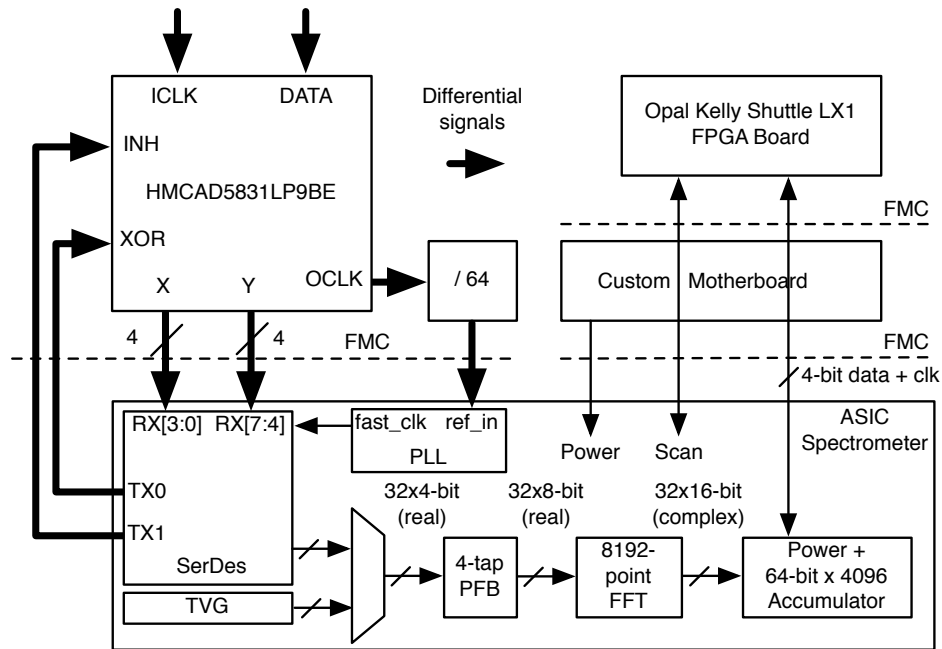 ICLK
DATA
INH
HMCAD5831LP9BE
XOR
OCLK
X
Y
Differential
signals
/ 64
Opal Kelly Shuttle LX1
FPGA Board
FMC
Custom Motherboard
4
4
FMC
FMC
4-bit data + clk
RX[3:0]
RX[7:4]
fast_clk
ref_in
PLL
Power
Scan
ASIC
Spectrometer
TX0
TX1
SerDes
32x4-bit
(real)
32x8-bit
(real)
32x16-bit
(complex)
TVG
4-tap
PFB
8192-
point
FFT
Power +
64-bit x 4096
Accumulator